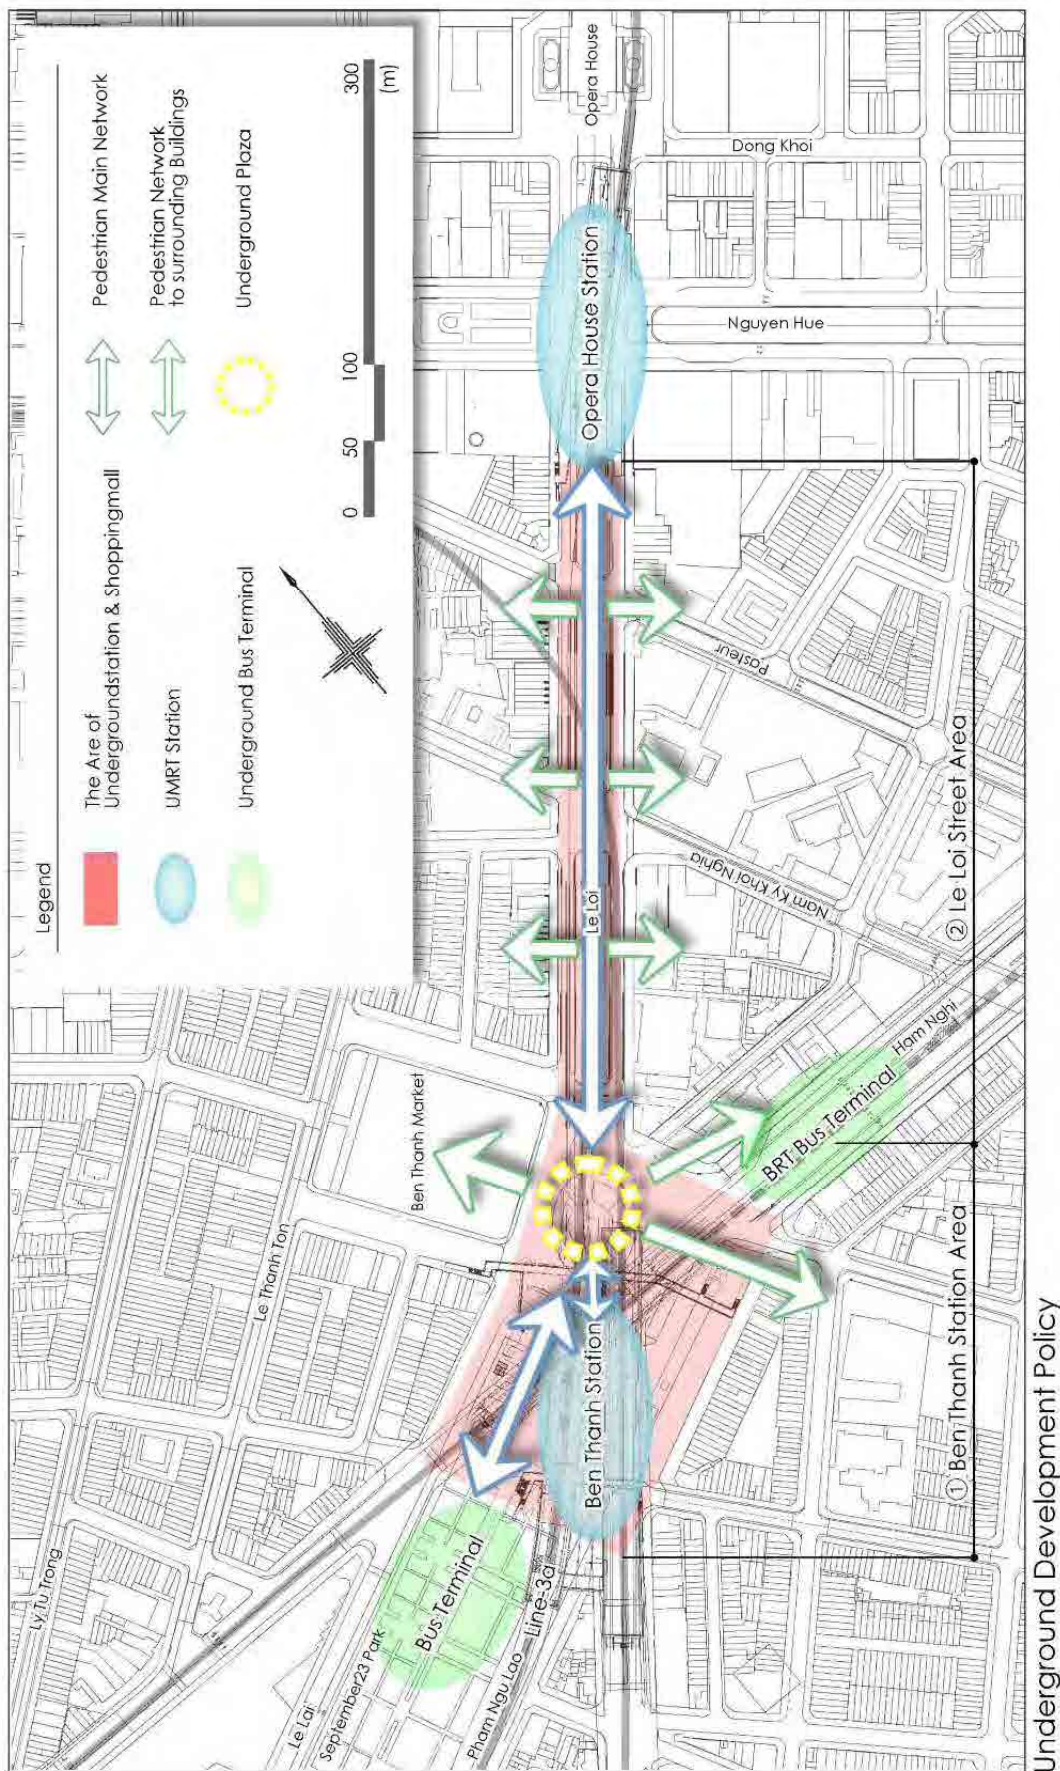 Legend
The Are of
Undergroundstation & Shoppingmall
UMRT Station
Underground Bus Terminal
Pedestrian Main Network
Pedestrian Network
to surrounding Buildings
Underground Plaza
0
50
100
300
(m)
Ly Tu Trong
Le Thanh Ton
Ben Thanh Market
Le Lai
September23 Park
Bus Terminal
Pham Ngu Lao
Line-3a
Ben Thanh Station
Le Loi
Opera House Station
Opera House
Dong Khoi
Nguyen Hue
Pasteur
Nam Ky Khoi Nghia
Ham Nghi
BRT Bus Terminal
① Ben Thanh Station Area
② Le Loi Street Area
Underground Development Policy